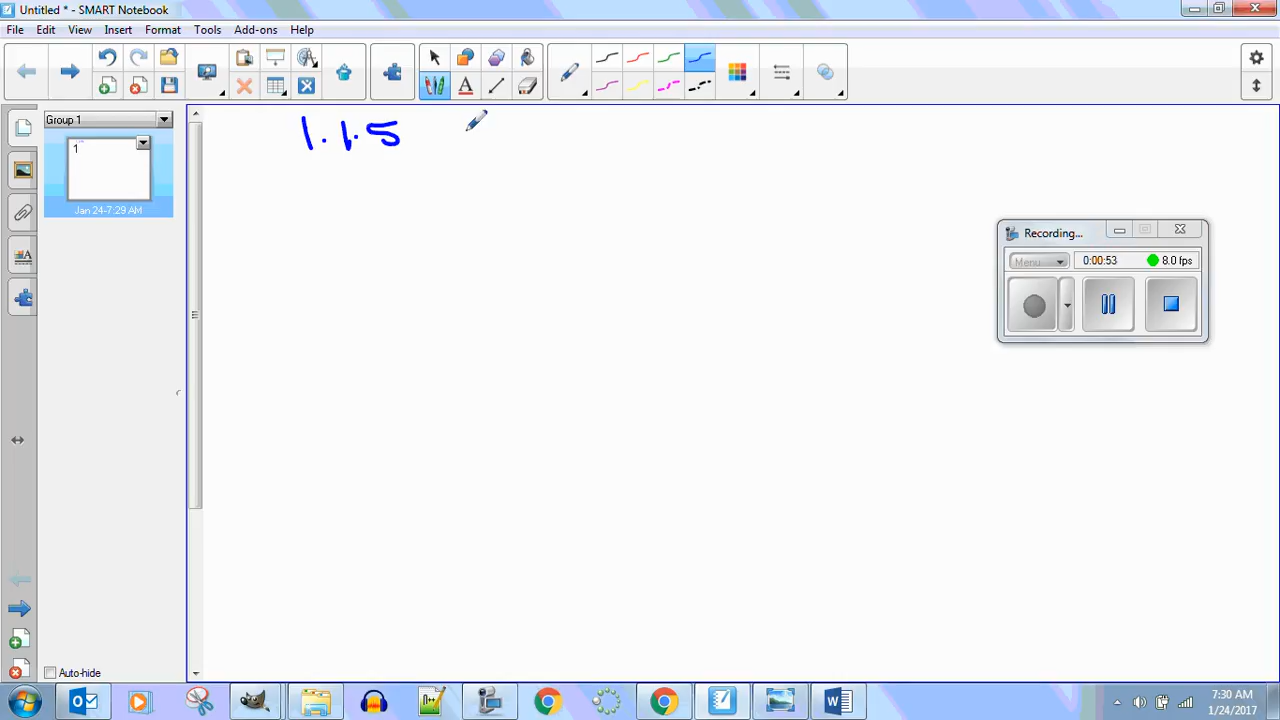 Untitled * - SMART Notebook
File Edit View Insert Format Tools Add-ons Help
Group 1
1
Jan 24-7:29 AM
1.1.5
Recording...
Menu
0:00:53
8.0 fps
Auto-hide
7:30 AM
1/24/2017